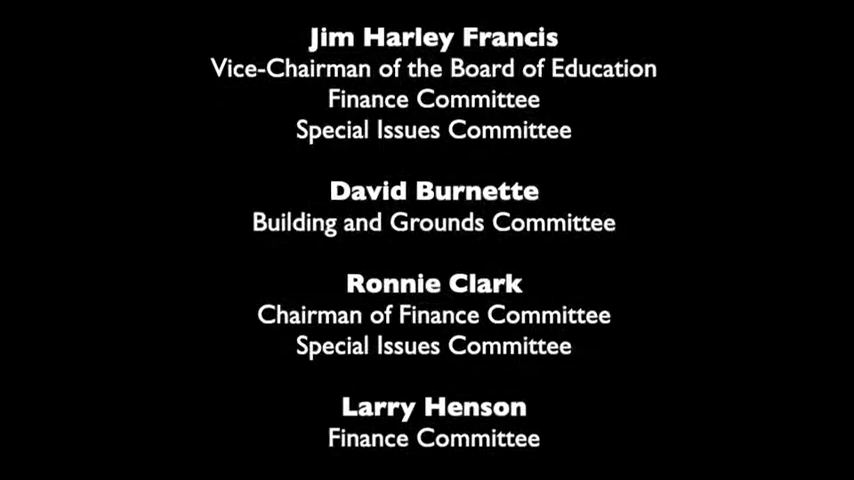 Jim Harley Francis
Vice-Chairman of the Board of Education
Finance Committee
Special Issues Committee
David Burnette
Building and Grounds Committee
Ronnie Clark
Chairman of Finance Committee
Special Issues Committee
Larry Henson
Finance Committee